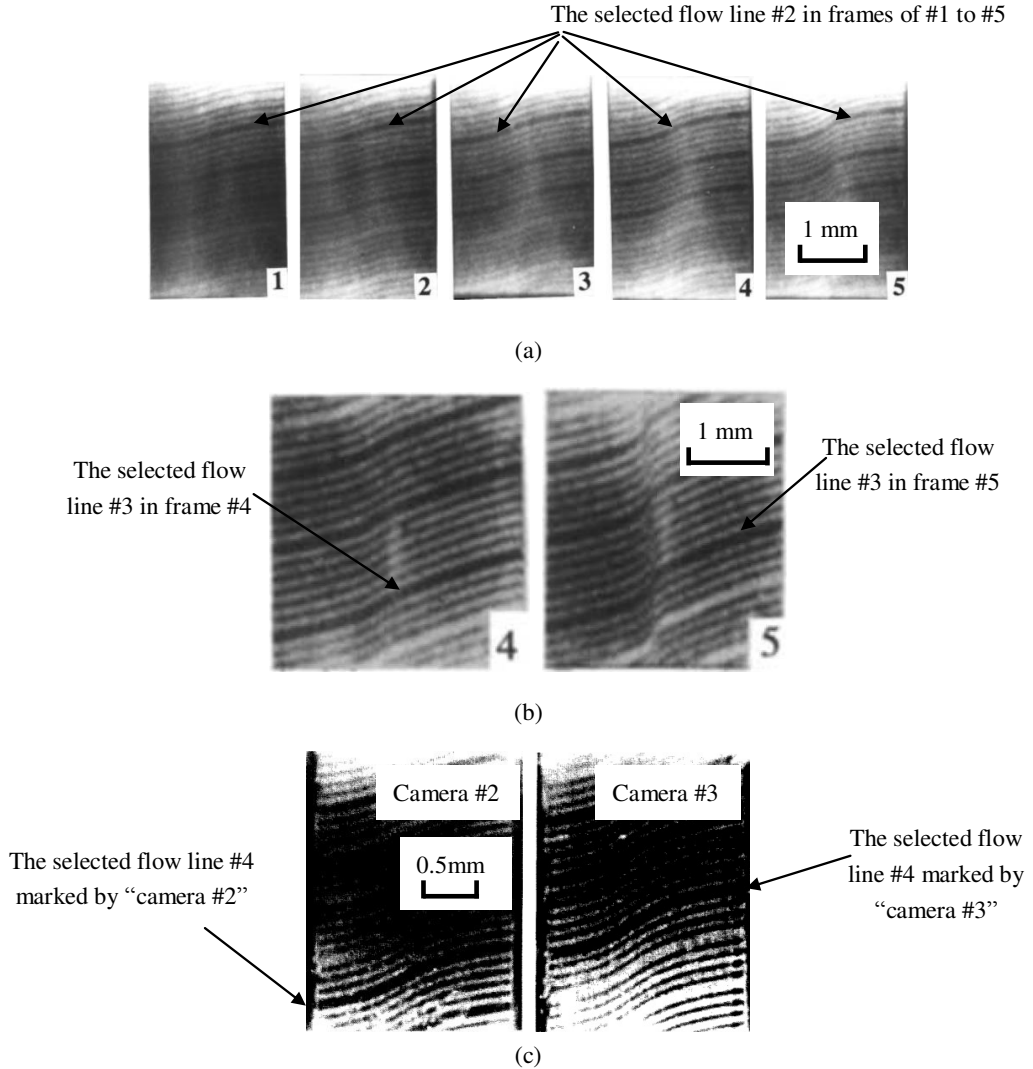 The selected flow line #2 in frames of #1 to #5
1
2
3
4
5
1 mm
(a)
The selected flow
line #3 in frame #4
4
5
1 mm
The selected flow
line #3 in frame #5
(b)
The selected flow line #4
marked by “camera #2”
Camera #2
0.5mm
Camera #3
The selected flow
line #4 marked by
“camera #3”
(c)